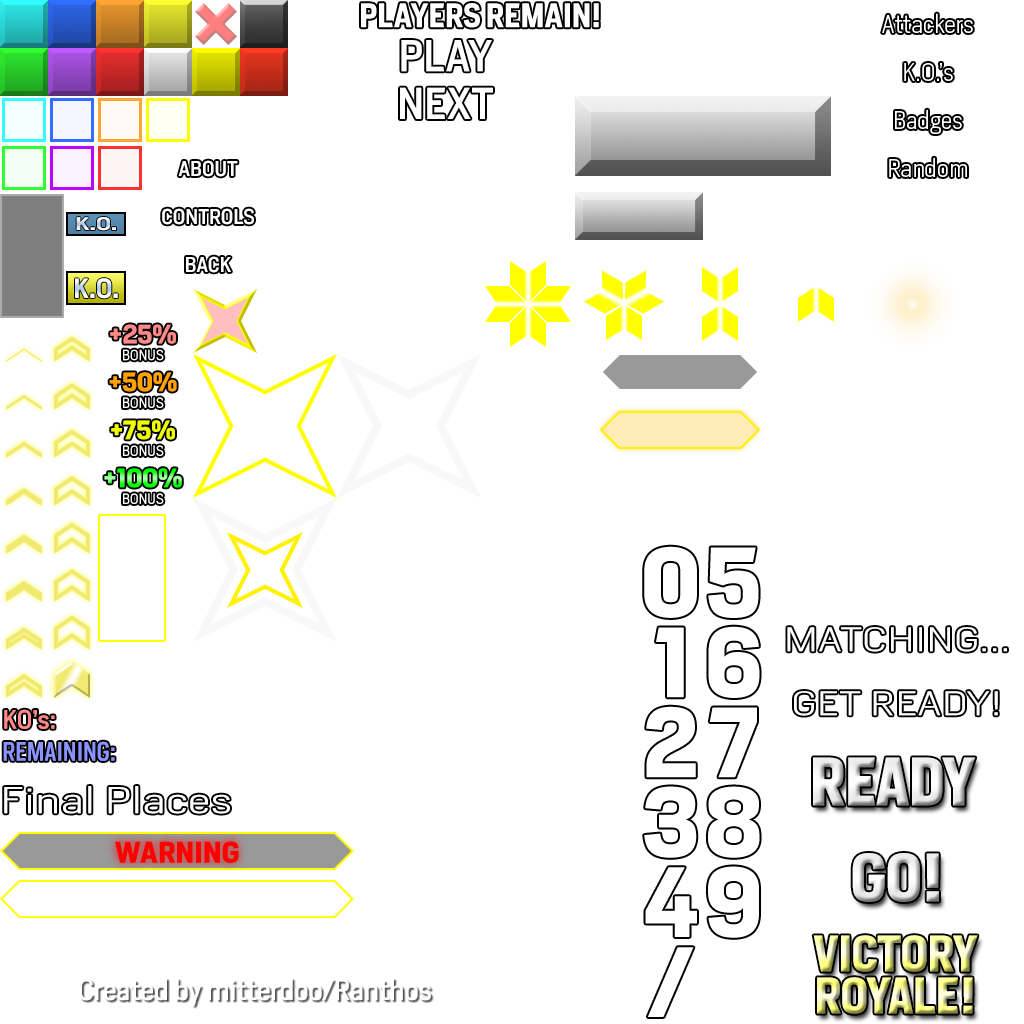 PLAYERS REMAIN!
PLAY
NEXT
Attackers
K.O.'s
Badges
Random
ABOUT
CONTROLS
BACK
K.O.
K.O.
+25%
BONUS
+50%
BONUS
+75%
BONUS
+100%
BONUS
KO's:
REMAINING:
Final Places
WARNING
Created by mitterdoo/Ranthos
05
16
27
38
49
/
MATCHING...
GET READY!
READY
GO!
VICTORY
ROYALE!